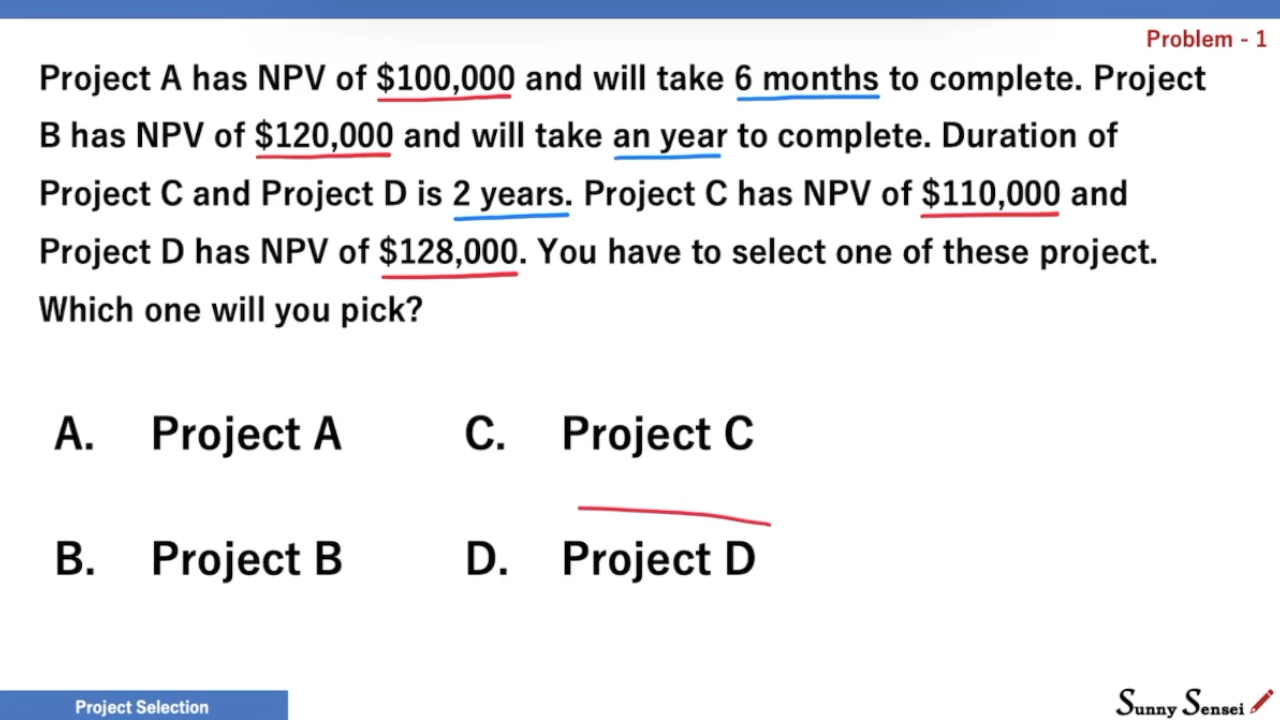 Problem - 1
Project A has NPV of $100,000 and will take 6 months to complete. Project
B has NPV of $120,000 and will take an year to complete. Duration of
Project C and Project D is 2 years. Project C has NPV of $110,000 and
Project D has NPV of $128,000. You have to select one of these project.
Which one will you pick?
A. Project A
C. Project C
B. Project B
D. Project D
Project Selection
Sunny Sensei